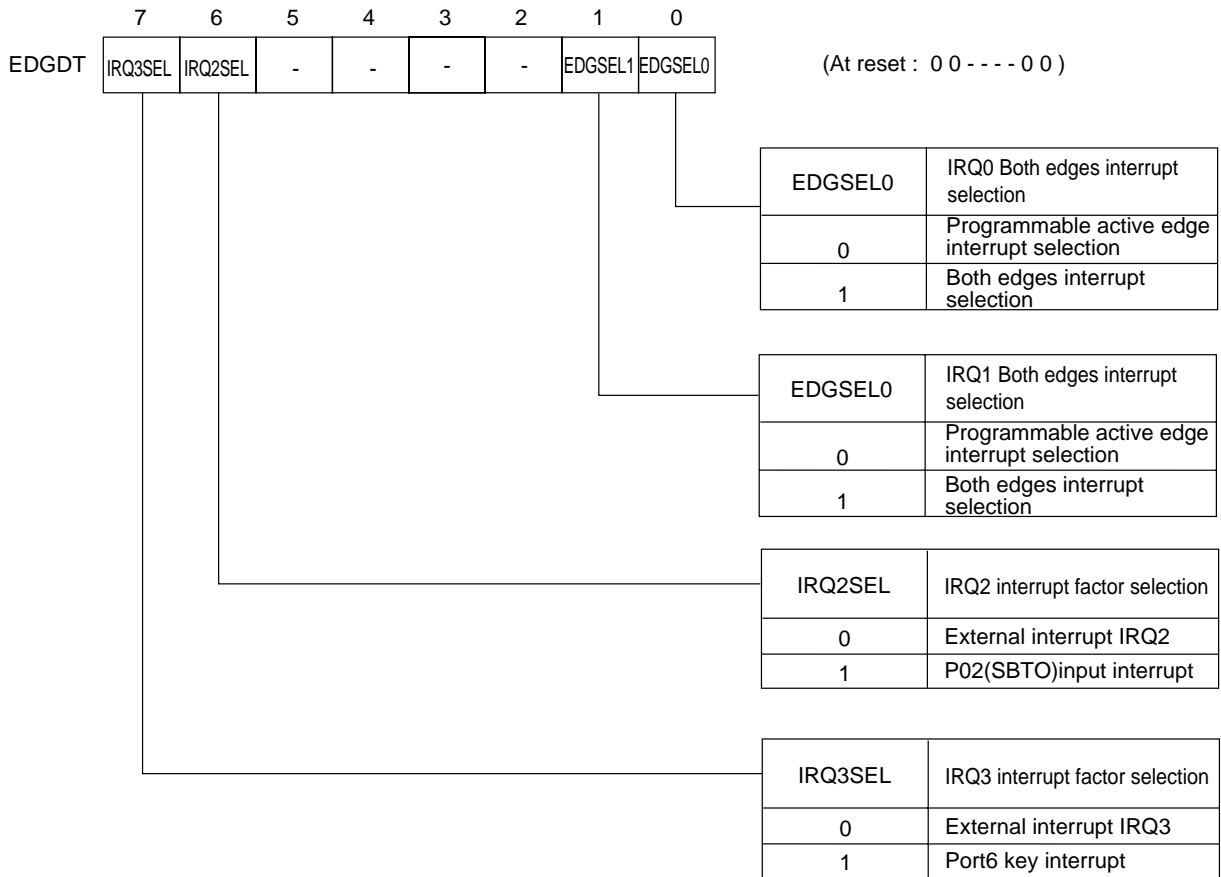 7 6 5 4 3 2 1 0
EDGDT IRQ3SEL IRQ2SEL - - - - EDGSEL1 EDGSEL0 (At reset : 0 0 - - - - 0 0 )
EDGSEL0 IRQ0 Both edges interrupt
selection
0 Programmable active edge
interrupt selection
1 Both edges interrupt
selection
EDGSEL0 IRQ1 Both edges interrupt
selection
0 Programmable active edge
interrupt selection
1 Both edges interrupt
selection
IRQ2SEL IRQ2 interrupt factor selection
0 External interrupt IRQ2
1 P02(SBTO)input interrupt
IRQ3SEL IRQ3 interrupt factor selection
0 External interrupt IRQ3
1 Port6 key interrupt